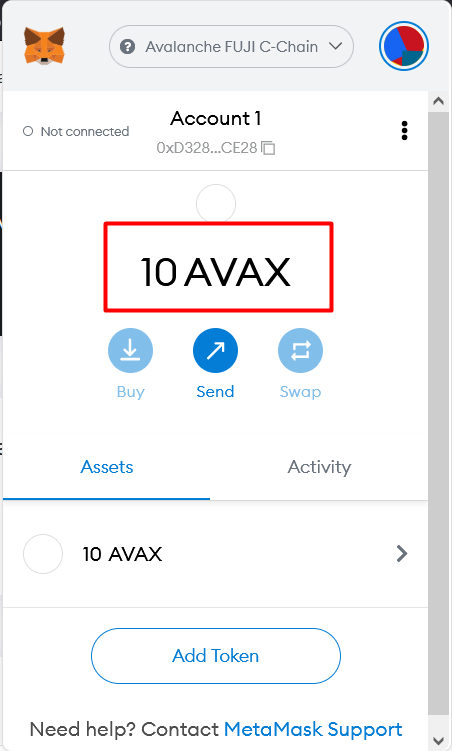 Avalanche FUJI C-Chain
Not connected
Account 1
0xD328...CE28
10 AVAX
Buy
Send
Swap
Assets
Activity
10 AVAX
Add Token
Need help? Contact MetaMask Support